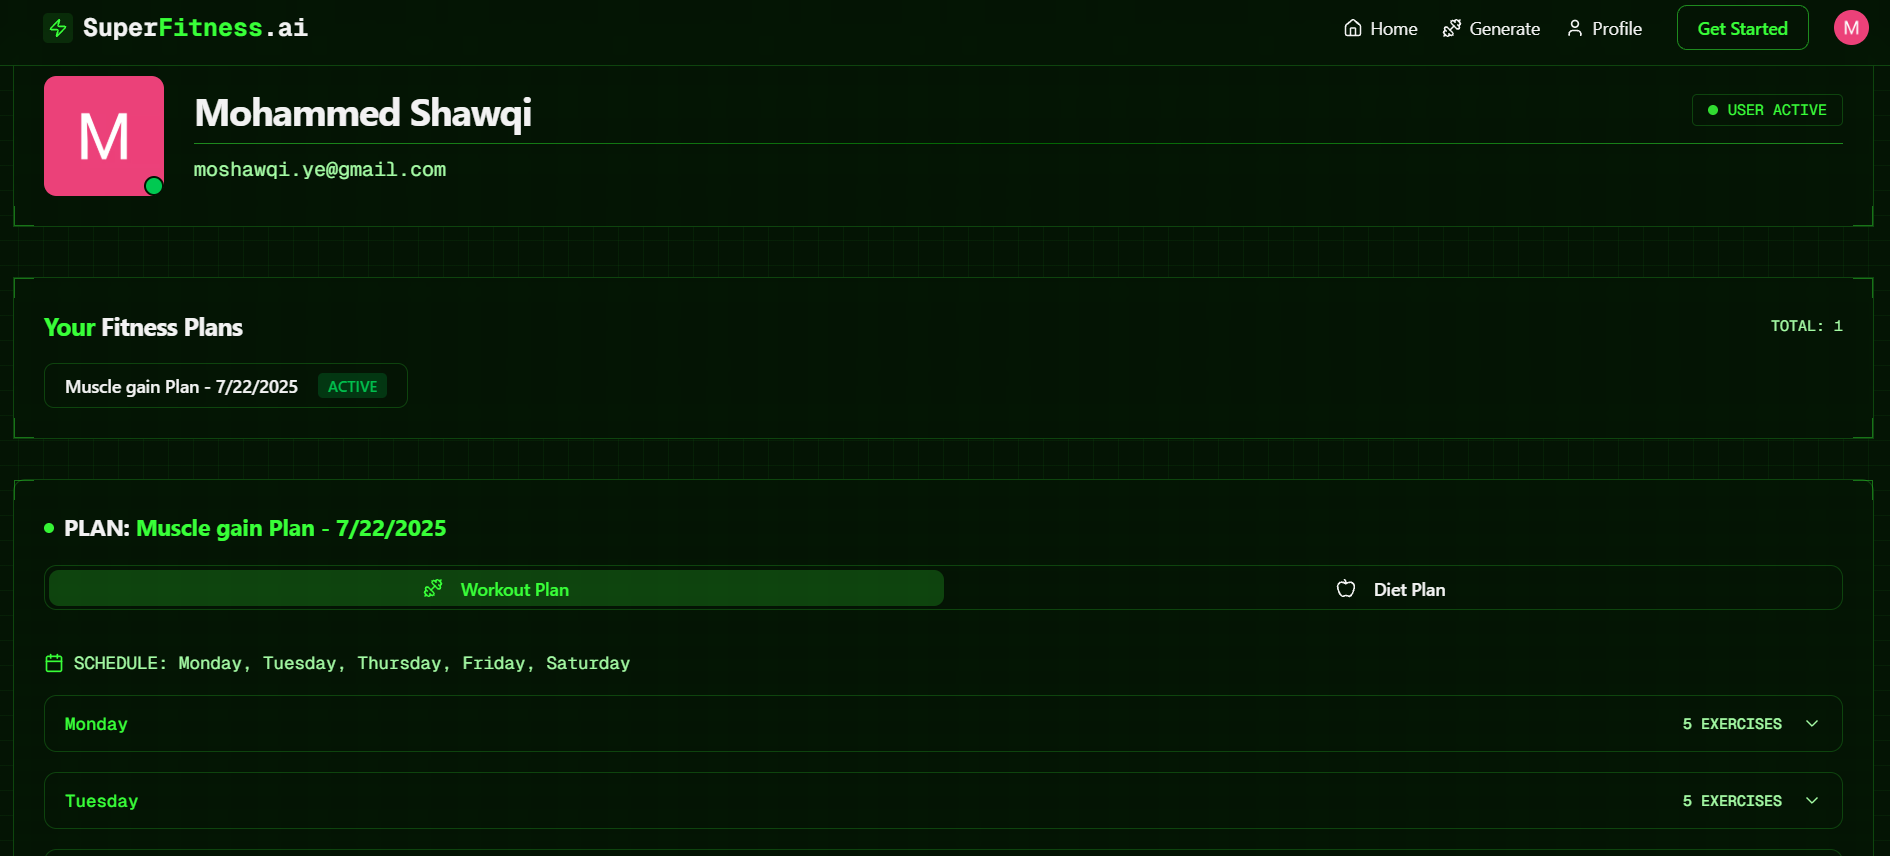 SuperFitness.ai
Home
Generate
Profile
Get Started
M
M
Mohammed Shawqi
USER ACTIVE
moshawqi.ye@gmail.com
Your Fitness Plans
TOTAL: 1
Muscle gain Plan - 7/22/2025
ACTIVE
PLAN: Muscle gain Plan - 7/22/2025
Workout Plan
Diet Plan
SCHEDULE: Monday, Tuesday, Thursday, Friday, Saturday
Monday
5 EXERCISES
Tuesday
5 EXERCISES